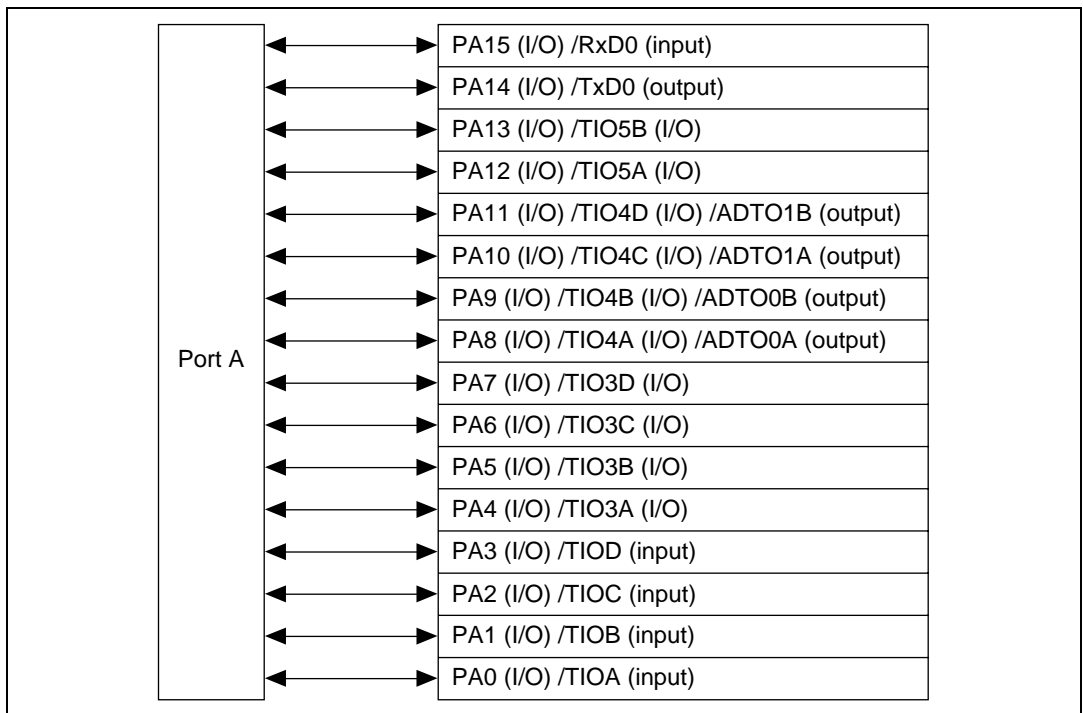 PA15 (I/O) /RxD0 (input)
PA14 (I/O) /TxD0 (output)
PA13 (I/O) /TIO5B (I/O)
PA12 (I/O) /TIO5A (I/O)
PA11 (I/O) /TIO4D (I/O) /ADTO1B (output)
PA10 (I/O) /TIO4C (I/O) /ADTO1A (output)
PA9 (I/O) /TIO4B (I/O) /ADTO0B (output)
PA8 (I/O) /TIO4A (I/O) /ADTO0A (output)
Port A
PA7 (I/O) /TIO3D (I/O)
PA6 (I/O) /TIO3C (I/O)
PA5 (I/O) /TIO3B (I/O)
PA4 (I/O) /TIO3A (I/O)
PA3 (I/O) /TIOD (input)
PA2 (I/O) /TIOC (input)
PA1 (I/O) /TIOB (input)
PA0 (I/O) /TIOA (input)